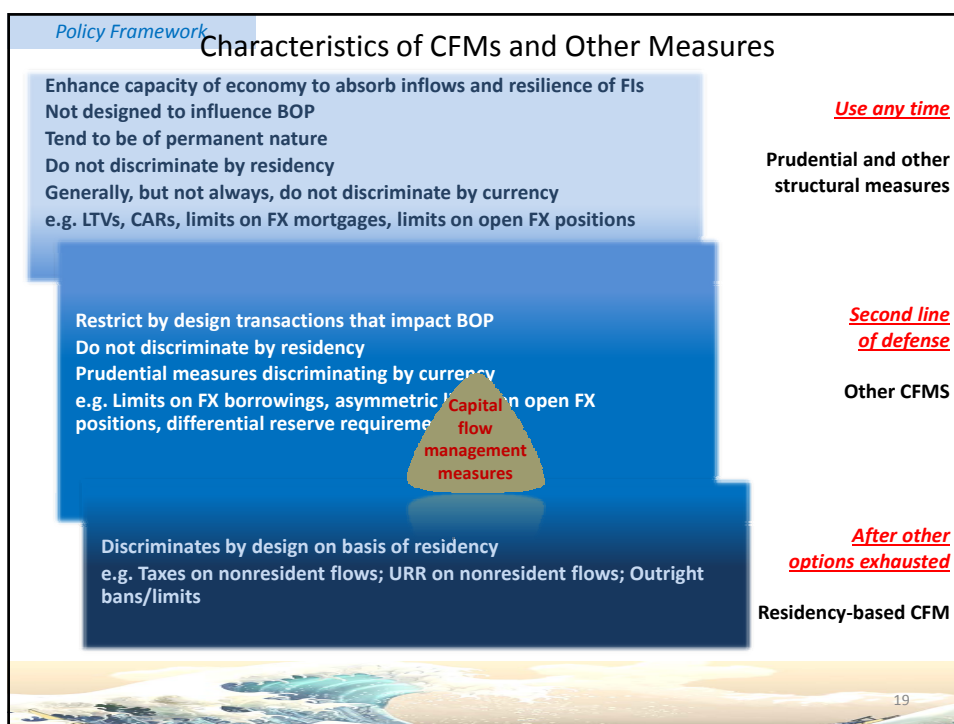 Policy Framework
Characteristics of CFMs and Other Measures
Enhance capacity of economy to absorb inflows and resilience of FIs
Not designed to influence BOP
Tend to be of permanent nature
Do not discriminate by residency
Generally, but not always, do not discriminate by currency
e.g. LTVs, CARs, limits on FX mortgages, limits on open FX positions
Use any time
Prudential and other
structural measures
Restrict by design transactions that impact BOP
Do not discriminate by residency
Prudential measures discriminating by currency
e.g. Limits on FX borrowings, asymmetric on open FX
positions, differential reserve
Second line
of defense
Other CFMS
Capital
flow
management
measures
Discriminates by design on basis of residency
e.g. Taxes on nonresident flows; URR on nonresident flows; Outright
bans/limits
After other
options exhausted
Residency-based CFM
19